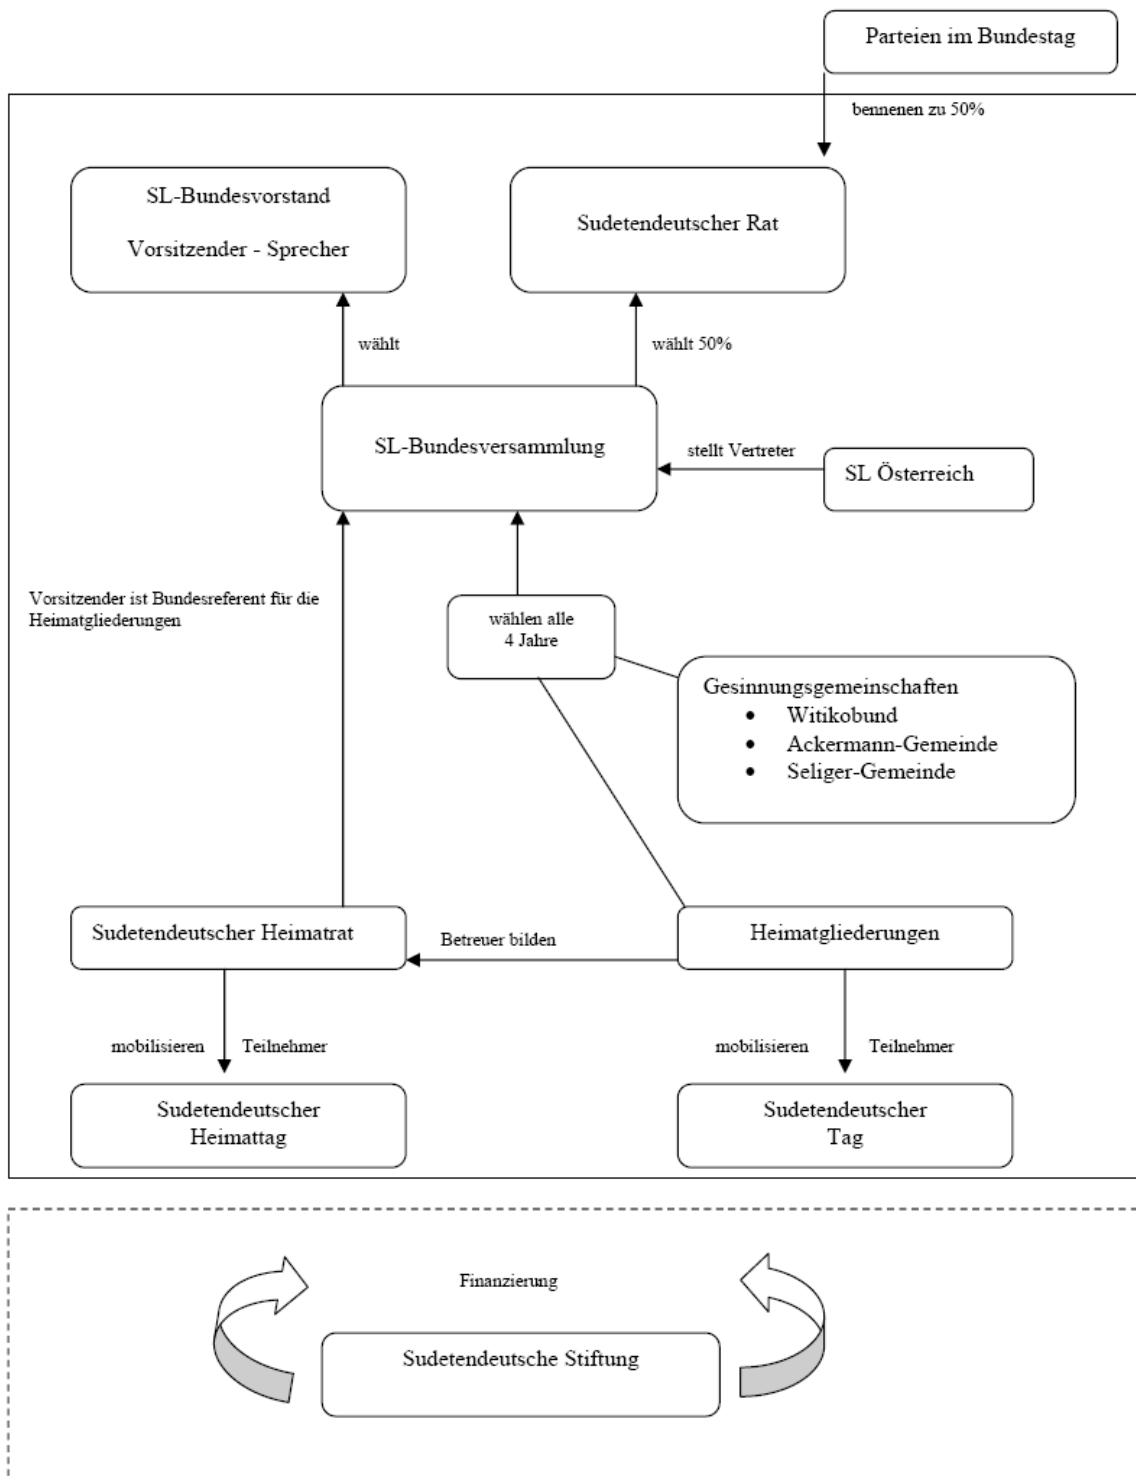 Parteien im Bundestag
bennenen zu 50%
SL-Bundesvorstand
Vorsitzender - Sprecher
Sudetendeutscher Rat
wählt
wählt 50%
SL-Bundesversammlung
stellt Vertreter
SL Österreich
Vorsitzender ist Bundesreferent für die
Heimatgliederungen
wählen alle
4 Jahre
Gesinnungsgemeinschaften
• Witikobund
• Ackermann-Gemeinde
• Seliger-Gemeinde
Sudetendeutscher Heimatrat
Betreuer bilden
Heimatgliederungen
mobilisieren Teilnehmer
mobilisieren Teilnehmer
Sudetendeutscher
Heimattag
Sudetendeutscher
Tag
Finanzierung
Sudetendeutsche Stiftung